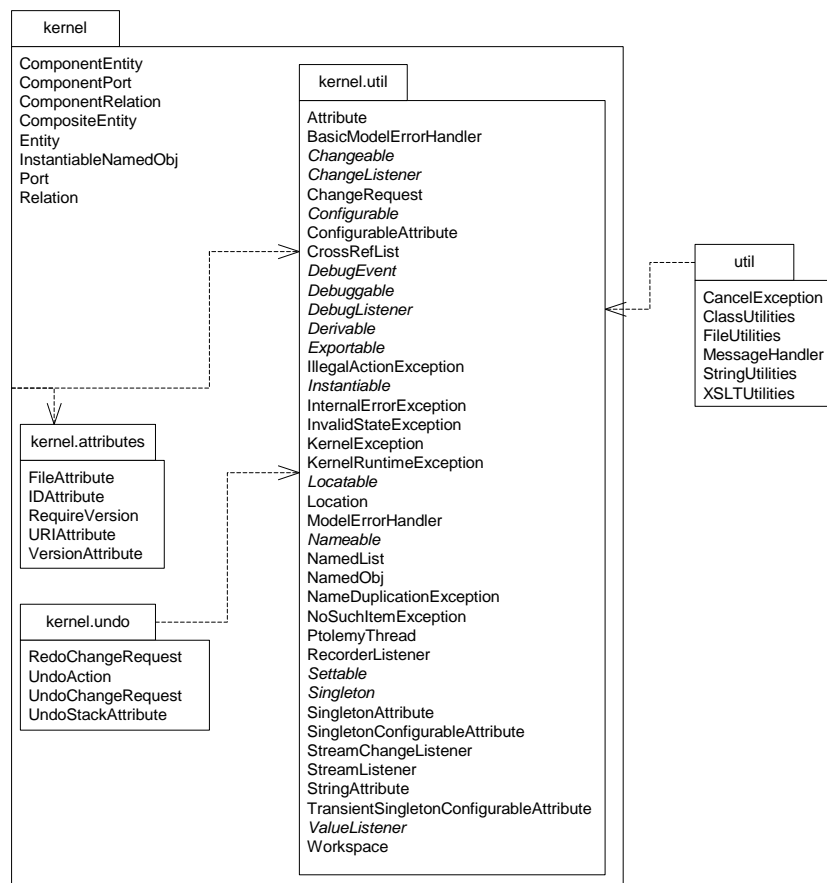 kernel
ComponentEntity
ComponentPort
ComponentRelation
CompositeEntity
Entity
InstantiableNamedObj
Port
Relation
kernel.util
Attribute
BasicModelErrorHandler
Changeable
ChangeListener
ChangeRequest
Configurable
ConfigurableAttribute
CrossRefList
DebugEvent
Debuggable
DebugListener
Derivable
Exportable
IllegalActionException
Instantiable
InternalErrorException
InvalidStateException
KernelException
KernelRuntimeException
Locatable
Location
ModelErrorHandler
Nameable
NamedList
NamedObj
NameDuplicationException
NoSuchItemException
PtolemyThread
RecorderListener
Settable
Singleton
SingletonAttribute
SingletonConfigurableAttribute
StreamChangeListener
StreamListener
StringAttribute
TransientSingletonConfigurableAttribute
ValueListener
Workspace
util
CancelException
ClassUtilities
FileUtilities
MessageHandler
StringUtilities
XSLTUtilities
kernel.attributes
FileAttribute
IDAttribute
RequireVersion
URIAttribute
VersionAttribute
kernel.undo
RedoChangeRequest
UndoAction
UndoChangeRequest
UndoStackAttribute